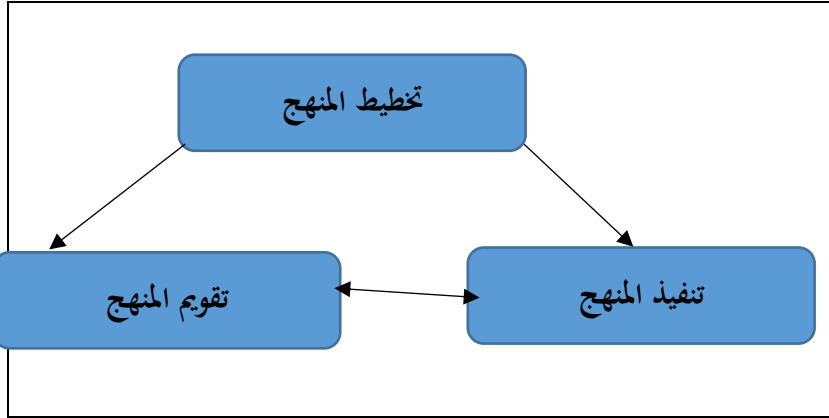 تخطيط المنهج
تنفيذ المنهج
تقويم المنهج